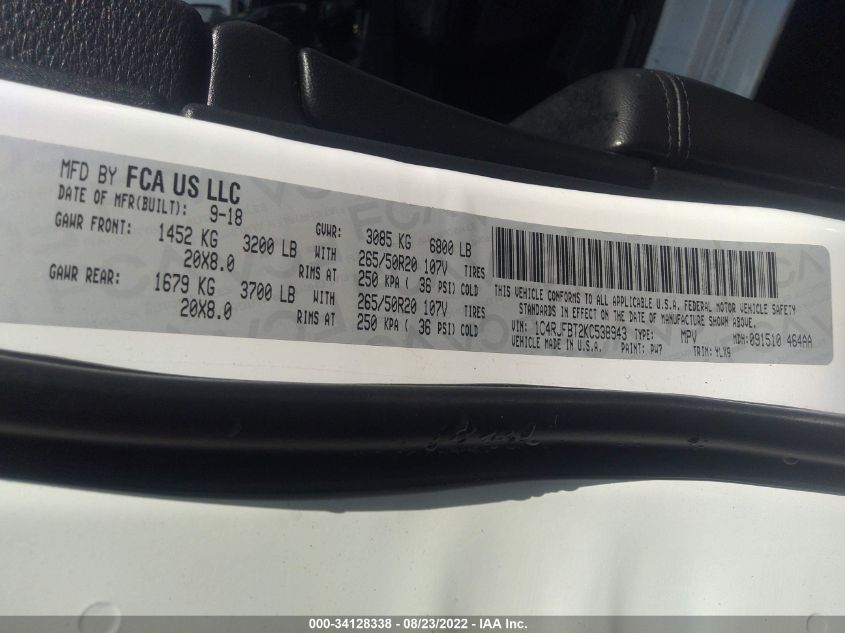 MFD BY FCA US LLC
DATE OF MFR(BUILT): 9-18 GVWR: 3085 KG 6800 LB
GAWR FRONT: 1452 KG 3200 LB WITH 265/50R20 107V TIRES
20X8.0 RIMS AT 250 KPA ( 36 PSI) COLD
GAWR REAR: 1679 KG 3700 LB WITH 265/50R20 107V TIRES
20X8.0 RIMS AT 250 KPA ( 36 PSI) COLD
THIS VEHICLE CONFORMS TO ALL APPLICABLE U.S.A. FEDERAL MOTOR VEHICLE SAFETY
STANDARDS IN EFFECT ON THE DATE OF MANUFACTURE SHOWN ABOVE.
VIN: 1C4RJFBT2KC538943 TYPE: MPV MDH:091510 464AA
VEHICLE MADE IN U.S.A. PAINT: PW7 TRIM: YLX9
000-34128338 - 08/23/2022 - IAA Inc.